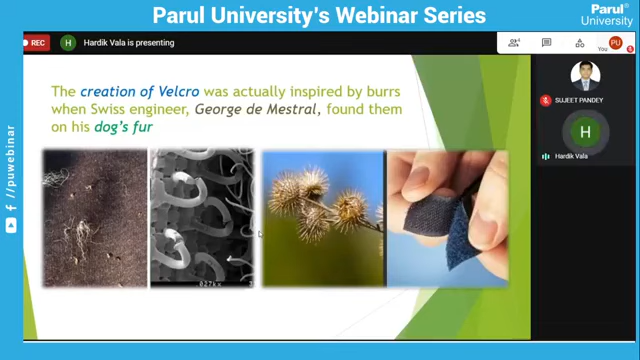 Parul University's Webinar Series
Parul®
University
REC
H
Hardik Vala is presenting
4
You
PU
The creation of Velcro was actually inspired by burrs
when Swiss engineer, George de Mestral, found them
on his dog's fur
SUJEET PANDEY
H
Hardik Vala
//puwebinar